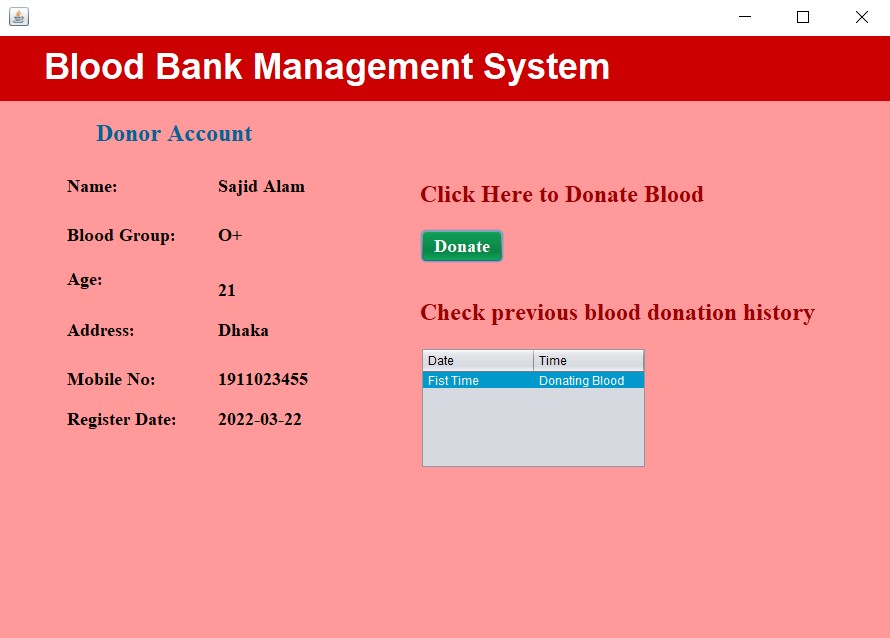 Blood Bank Management System
Donor Account
Name: Sajid Alam
Blood Group: O+
Age: 21
Address: Dhaka
Mobile No: 1911023455
Register Date: 2022-03-22
Click Here to Donate Blood
Donate
Check previous blood donation history
Date Time
Fist Time Donating Blood